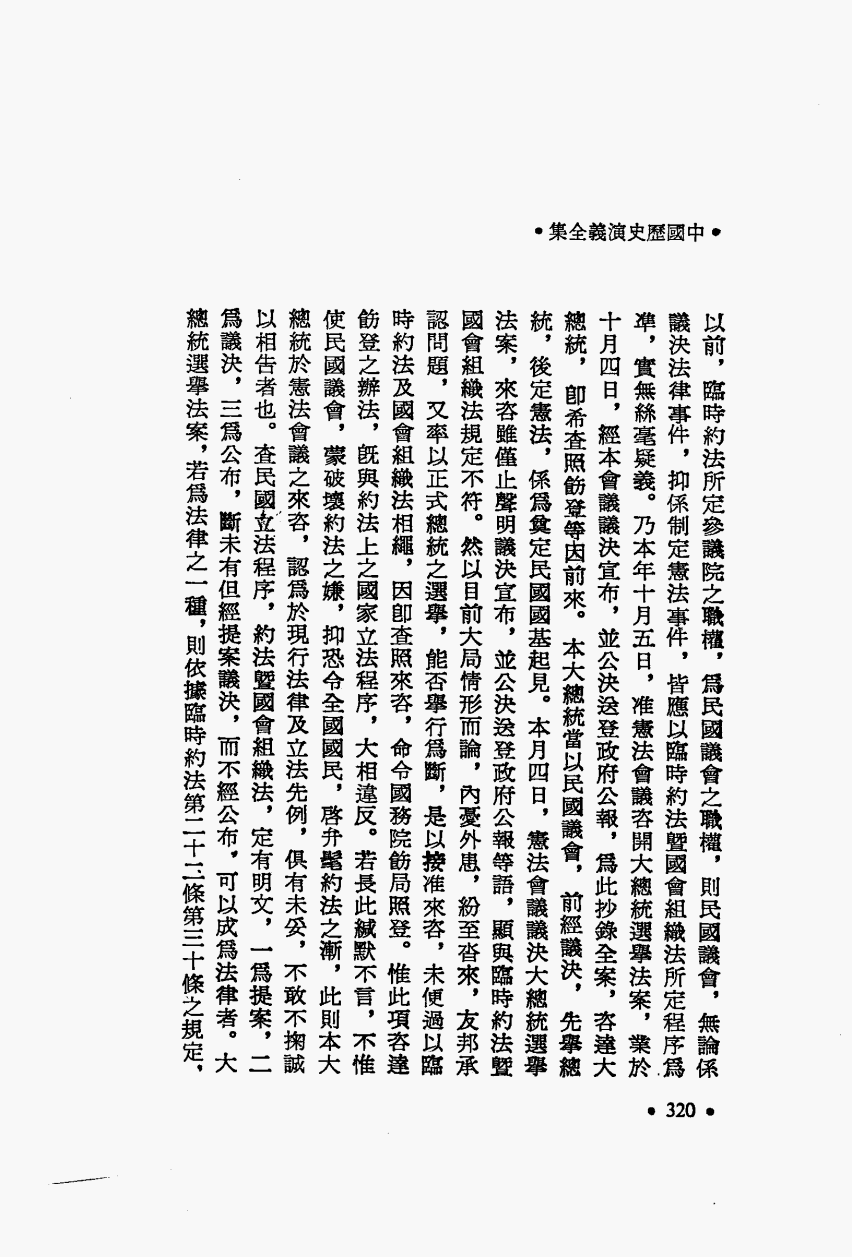 •中國歷史演義全集•
以前，臨時約法所定參議院之職權，爲民國議會之職權，則民國議會，無論係
議決法律事件，抑係制定憲法事件，皆應以臨時約法暨國會組織法所定程序爲
準，實無絲毫疑義。乃本年十月五日，准憲法會議咨開大總統選舉法案，業於
十月四日，經本會議議決宣布，並公決送登政府公報，爲此抄錄全案，咨達大
總統，卽希查照飭登等因前來。本大總統當以民國議會，前經議決，先舉總
統，後定憲法，係爲奠定民國國基起見。本月四日，憲法會議議決大總統選舉
法案，來咨雖僅止聲明議決宣布，並公決送登政府公報等語，顯與臨時約法暨
國會組織法規定不符。然以目前大局情形而論，內憂外患，紛至沓來，友邦承
認問題，又率以正式總統之選舉，能否舉行爲斷，是以接准來咨，未便過以臨
時約法及國會組織法相繩，因卽查照來咨，命令國務院飭局照登。惟此項咨達
飭登之辦法，旣與約法上之國家立法程序，大相違反。若長此緘默不言，不惟
使民國議會，蒙破壞約法之嫌，抑恐令全國國民，啓弁髦約法之漸，此則本大
總統於憲法會議之來咨，認爲於現行法律及立法先例，俱有未妥，不敢不掬誠
以相告者也。查民國立法程序，約法暨國會組織法，定有明文，一爲提案，二
爲議決，三爲公布，斷未有但經提案議決，而不經公布，可以成爲法律者。大
總統選舉法案，若爲法律之一種，則依據臨時約法第二十二條第三十條之規定，
•320•